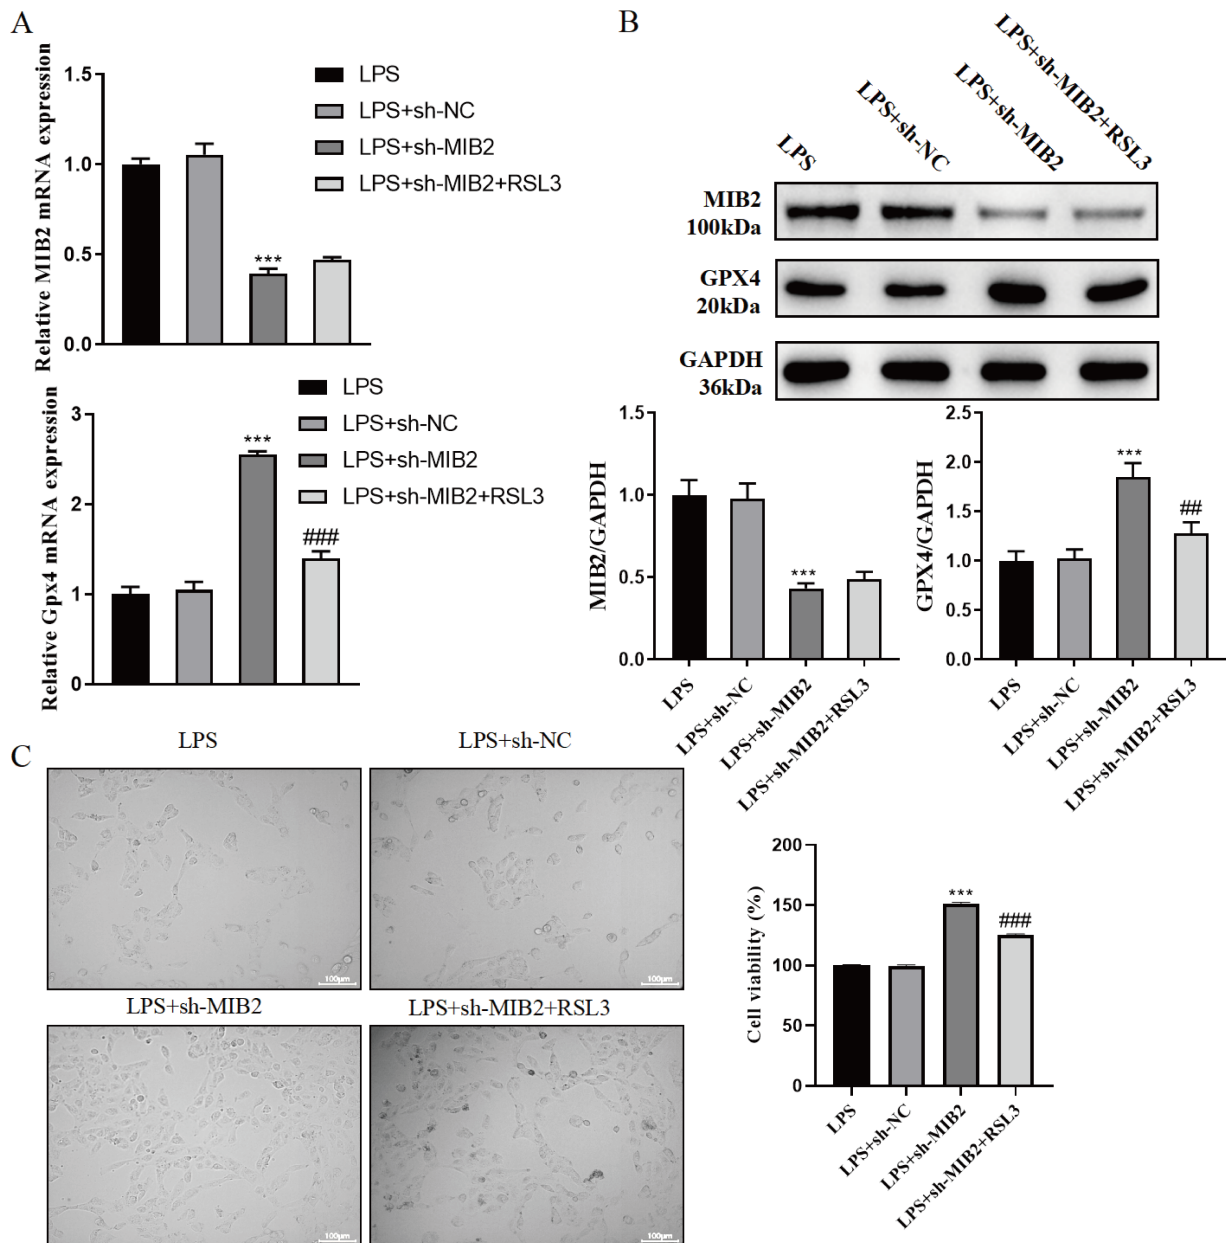 A
Relative MIB2 mRNA expression
1.5
1.0
0.5
0.0
***
LPS
LPS+sh-NC
LPS+sh-MIB2
LPS+sh-MIB2+RSL3
Relative Gpx4 mRNA expression
3
2
1
0
***
###
LPS
LPS+sh-NC
LPS+sh-MIB2
LPS+sh-MIB2+RSL3
B
LPS
LPS+sh-NC
LPS+sh-MIB2
LPS+sh-MIB2+RSL3
MIB2
100kDa
GPX4
20kDa
GAPDH
36kDa
MIB2/GAPDH
1.5
1.0
0.5
0.0
***
LPS
LPS+sh-NC
LPS+sh-MIB2
LPS+sh-MIB2+RSL3
GPX4/GAPDH
2.5
2.0
1.5
1.0
0.5
0.0
***
##
LPS
LPS+sh-NC
LPS+sh-MIB2
LPS+sh-MIB2+RSL3
C
LPS
100μm
LPS+sh-NC
100μm
LPS+sh-MIB2
100μm
LPS+sh-MIB2+RSL3
100μm
Cell viability (%)
200
150
100
50
0
***
###
LPS
LPS+sh-NC
LPS+sh-MIB2
LPS+sh-MIB2+RSL3